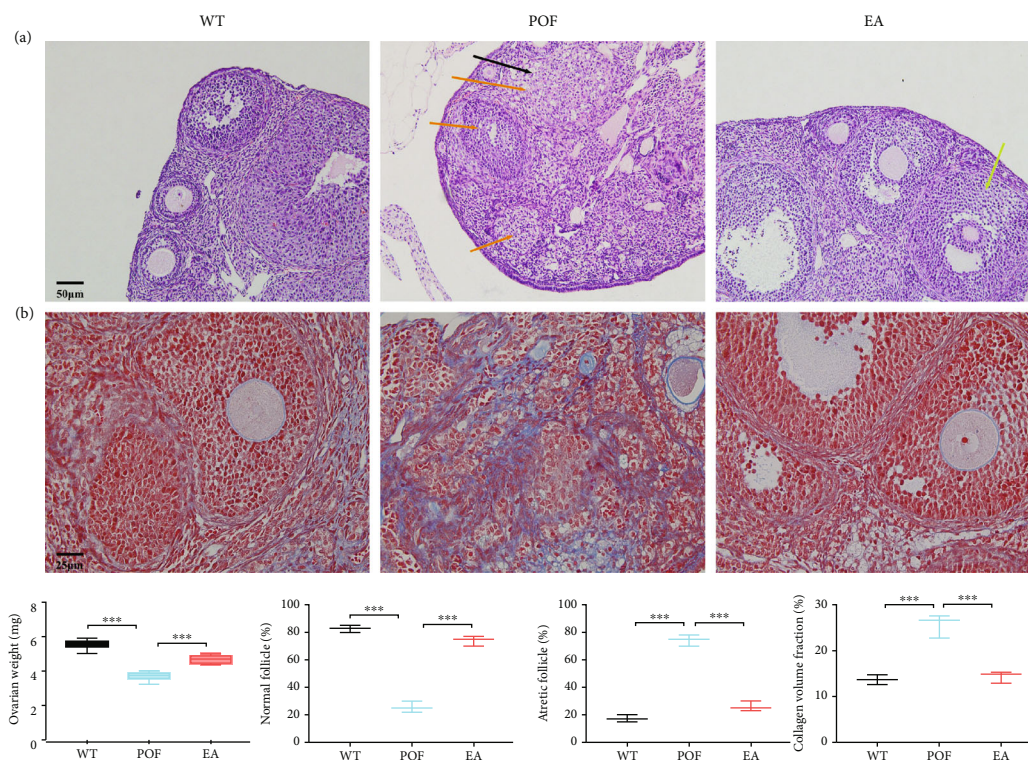 WT POF EA
(a)
50μm
(b)
25μm
Ovarian weight (mg)
8
6
4
2
0
WT POF EA
*** ***
Normal follicle (%)
100
80
60
40
20
0
WT POF EA
*** ***
Atretic follicle (%)
100
80
60
40
20
0
WT POF EA
*** ***
Collagen volume fraction (%)
30
20
10
0
WT POF EA
*** ***